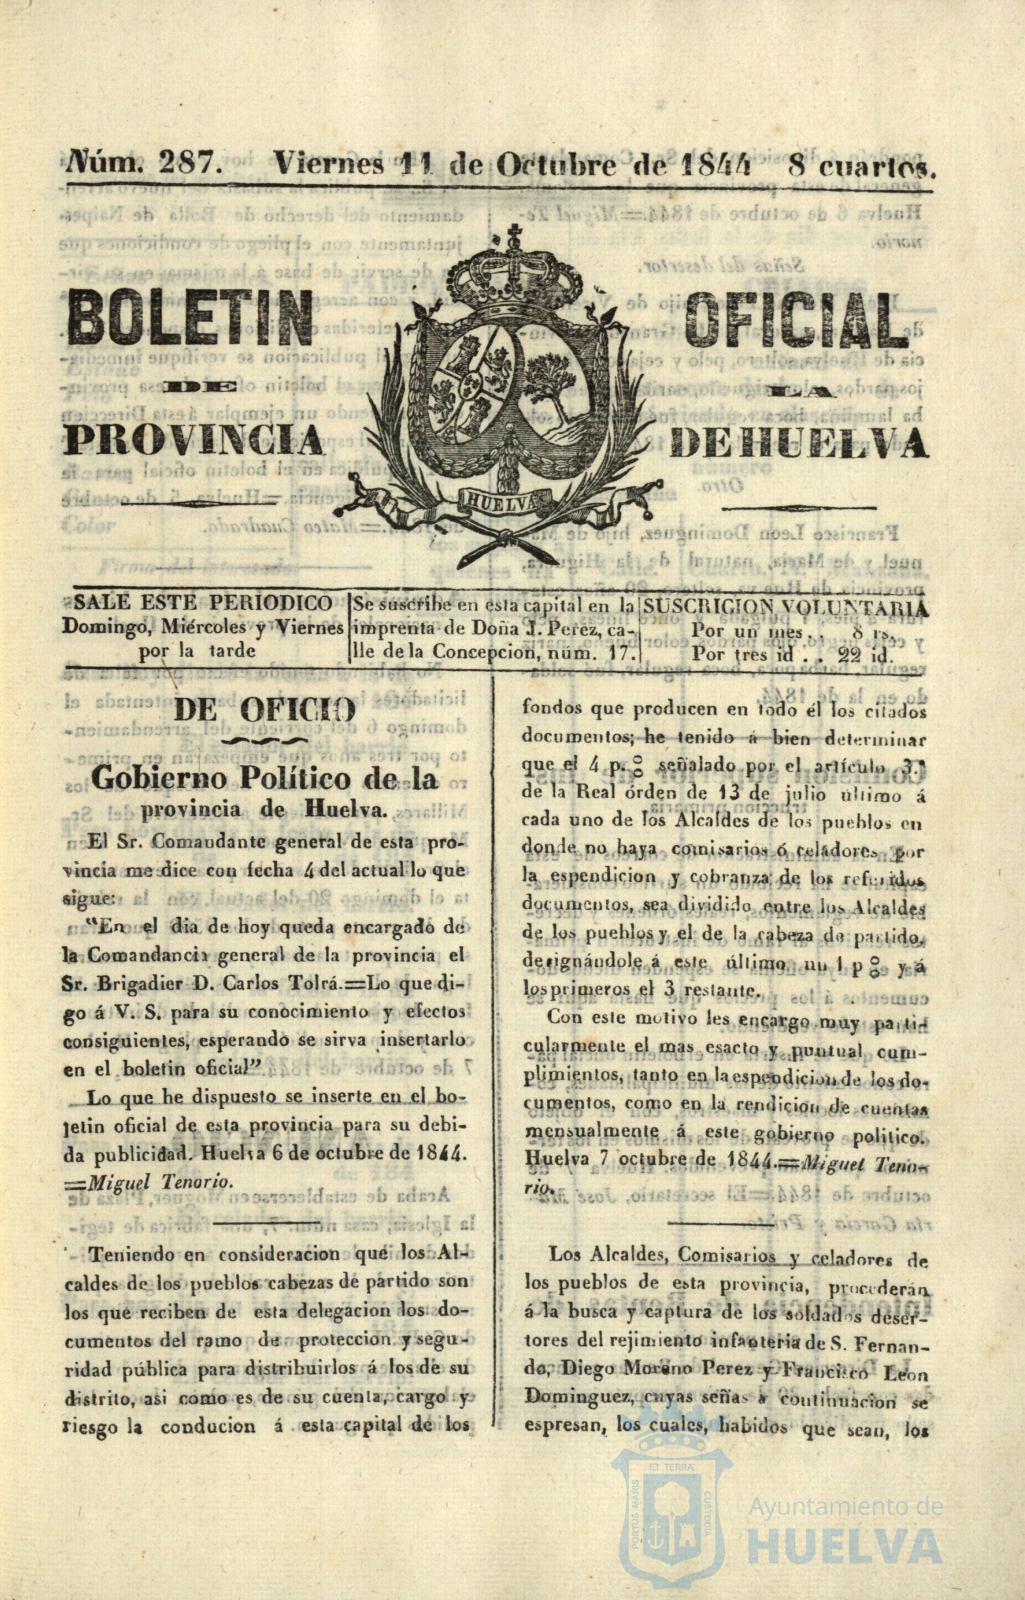 Núm. 287. Viernes 11 de Octubre de 1844 8 cuartos.
BOLETIN OFICIAL
DE LA
PROVINCIA DE HUELVA
HUELVA
SALE ESTE PERIODICO
Domingo, Miércoles y Viernes
por la tarde
Se suscribe en esta capital en la
imprenta de Doña J. Perez, ca-
lle de la Concepcion, núm. 17.
SUSCRICION VOLUNTARIA
Por un mes . . 8 rs.
Por tres id . . 22 id.
DE OFICIO
Gobierno Político de la
provincia de Huelva.
El Sr. Comandante general de esta pro-
vincia me dice con fecha 4 del actual lo que
sigue:
"En el dia de hoy queda encargado de
la Comandancia general de la provincia el
Sr. Brigadier D. Carlos Tolrá.=Lo que di-
go á V. S. para su conocimiento y efectos
consiguientes, esperando se sirva insertarlo
en el boletin oficial"
Lo que he dispuesto se inserte en el bo-
letin oficial de esta provincia para su debi-
da publicidad. Huelva 6 de octubre de 1844.
=Miguel Tenorio.
Teniendo en consideracion que los Al-
caldes de los pueblos cabezas de partido son
los que reciben de esta delegacion los do-
cumentos del ramo de proteccion y segu-
ridad pública para distribuirlos á los de su
distrito, asi como es de su cuenta, cargo y
riesgo la conducion á esta capital de los
fondos que producen en todo él los citados
documentos; he tenido á bien determinar
que el 4 p.% señalado por el artículo 3.º
de la Real órden de 13 de julio último á
cada uno de los Alcaldes de los pueblos en
donde no haya comisarios ó celadores por
la espendicion y cobranza de los referidos
documentos, sea dividido entre los Alcaldes
de los pueblos y el de la cabeza de partido,
designándole á este último un 1 p% y á
los primeros el 3 restante.
Con este motivo les encargo muy parti-
cularmente el mas esacto y puntual cum-
plimientos, tanto en la espendicion de los do-
cumentos, como en la rendicion de cuentas
mensualmente á este gobierno politico.
Huelva 7 octubre de 1844.=Miguel Teno-
rio.
Los Alcaldes, Comisarios y celadores de
los pueblos de esta provincia, procederán
á la busca y captura de los soldados deser-
tores del rejimiento infanteria de S. Fernan-
do, Diego Moreno Perez y Francisco Leon
Dominguez, cuyas señas a continuacion se
espresan, los cuales, habidos que sean, los
PORTUS MARIS ET TERRÆ CUSTODIA
Ayuntamiento de
HUELVA